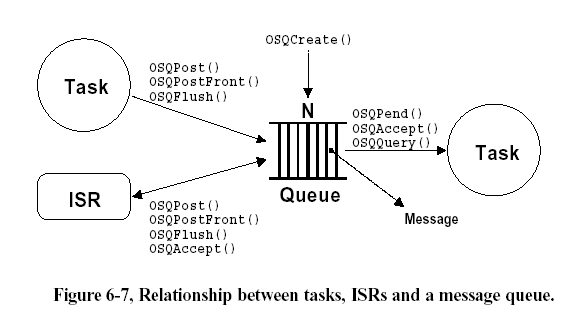 OSQCreate()
Task
OSQPost()
OSQPostFront()
OSQFlush()
N
OSQPend()
OSQAccept()
OSQQuery()
Task
ISR
Queue
OSQPost()
OSQPostFront()
OSQFlush()
OSQAccept()
Message
Figure 6-7, Relationship between tasks, ISRs and a message queue.